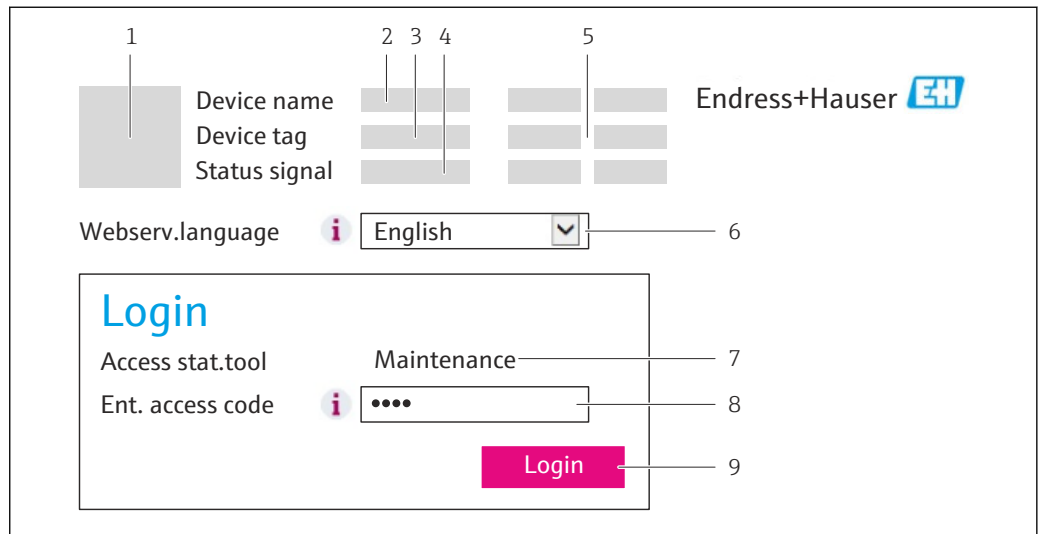 1 2 3 4 5
Device name
Endress+Hauser EH
Device tag
Status signal
Webserv.language i English 6
Login
Access stat.tool Maintenance 7
Ent. access code i •••• 8
Login 9